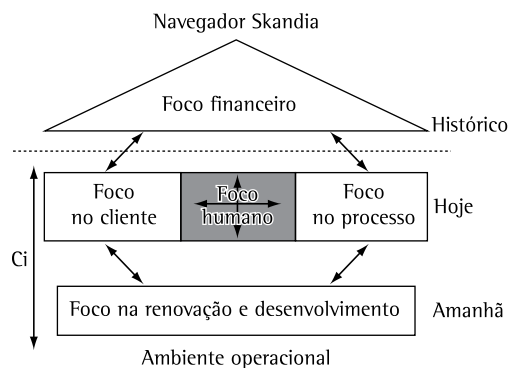 Navegador Skandia
Foco financeiro
Histórico
Foco
no cliente
Foco
humano
Foco
no processo
Hoje
Ci
Foco na renovação e desenvolvimento
Amanhã
Ambiente operacional